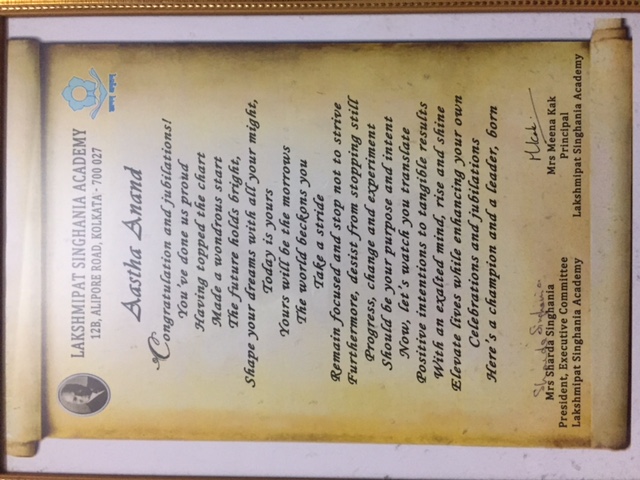 LAKSHMIPAT SINGHANIA ACADEMY
12B, ALIPORE ROAD, KOLKATA - 700 027
Aastha Anand
Congratulation and jubilations!
You've done us proud
Having topped the chart
Made a wondrous start
The future holds bright,
Shape your dreams with all your might,
Today is yours
Yours will be the morrows
The world beckons you
Take a stride
Remain focused and stop not to strive
Furthermore, desist from stopping still
Progress, change and experiment
Should be your purpose and intent
Now, let's watch you translate
Positive intentions to tangible results
With an exalted mind, rise and shine
Elevate lives while enhancing your own
Celebrations and jubilations
Here's a champion and a leader, born
Sharda Singhania
Mrs Sharda Singhania
President, Executive Committee
Lakshmipat Singhania Academy
MKak
Mrs Meena Kak
Principal
Lakshmipat Singhania Academy